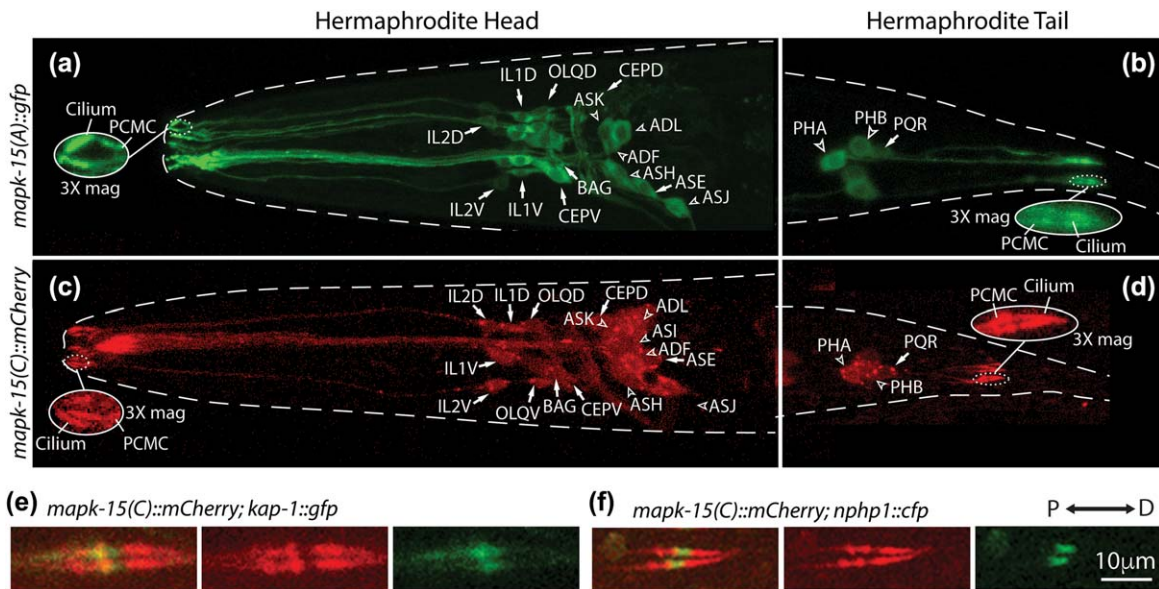 Hermaphrodite Head
Hermaphrodite Tail
mapk-15(A)::gfp
(a)
Cilium
PCMC
3X mag
IL1D
OLQD
CEPD
ASK
ADL
IL2D
ADF
ASH
ASE
ASJ
BAG
IL2V
IL1V
CEPV
(b)
PHA
PHB
PQR
3X mag
PCMC
Cilium
mapk-15(C)::mCherry
(c)
IL2D
IL1D
OLQD
CEPD
ASK
ADL
ASI
ADF
ASE
IL1V
IL2V
OLQV
BAG
CEPV
ASH
ASJ
3X mag
Cilium
PCMC
(d)
PCMC
Cilium
3X mag
PHA
PQR
PHB
(e)
mapk-15(C)::mCherry; kap-1::gfp
(f)
mapk-15(C)::mCherry; nphp1::cfp
P
D
10μm